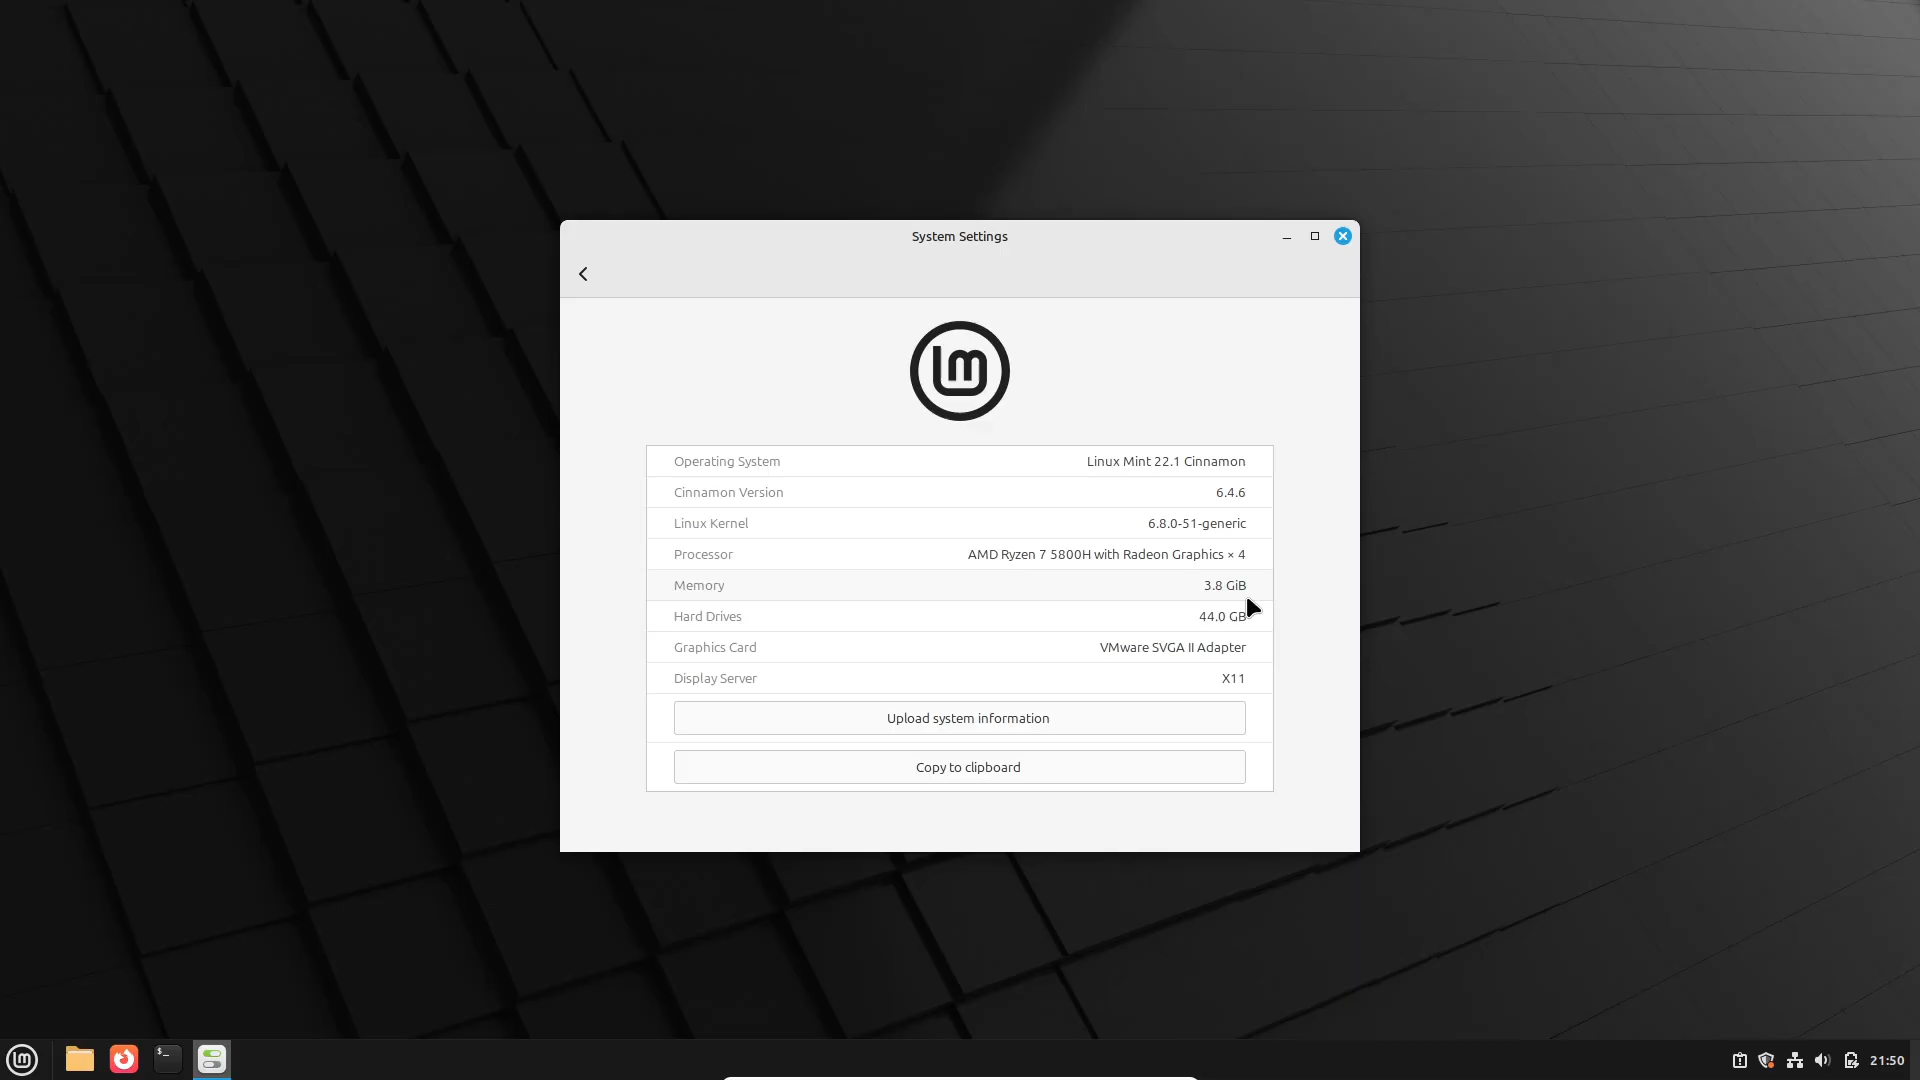 System Settings
Operating System Linux Mint 22.1 Cinnamon
Cinnamon Version 6.4.6
Linux Kernel 6.8.0-51-generic
Processor AMD Ryzen 7 5800H with Radeon Graphics × 4
Memory 3.8 GiB
Hard Drives 44.0 GB
Graphics Card VMware SVGA II Adapter
Display Server X11
Upload system information
Copy to clipboard
$_
21:50